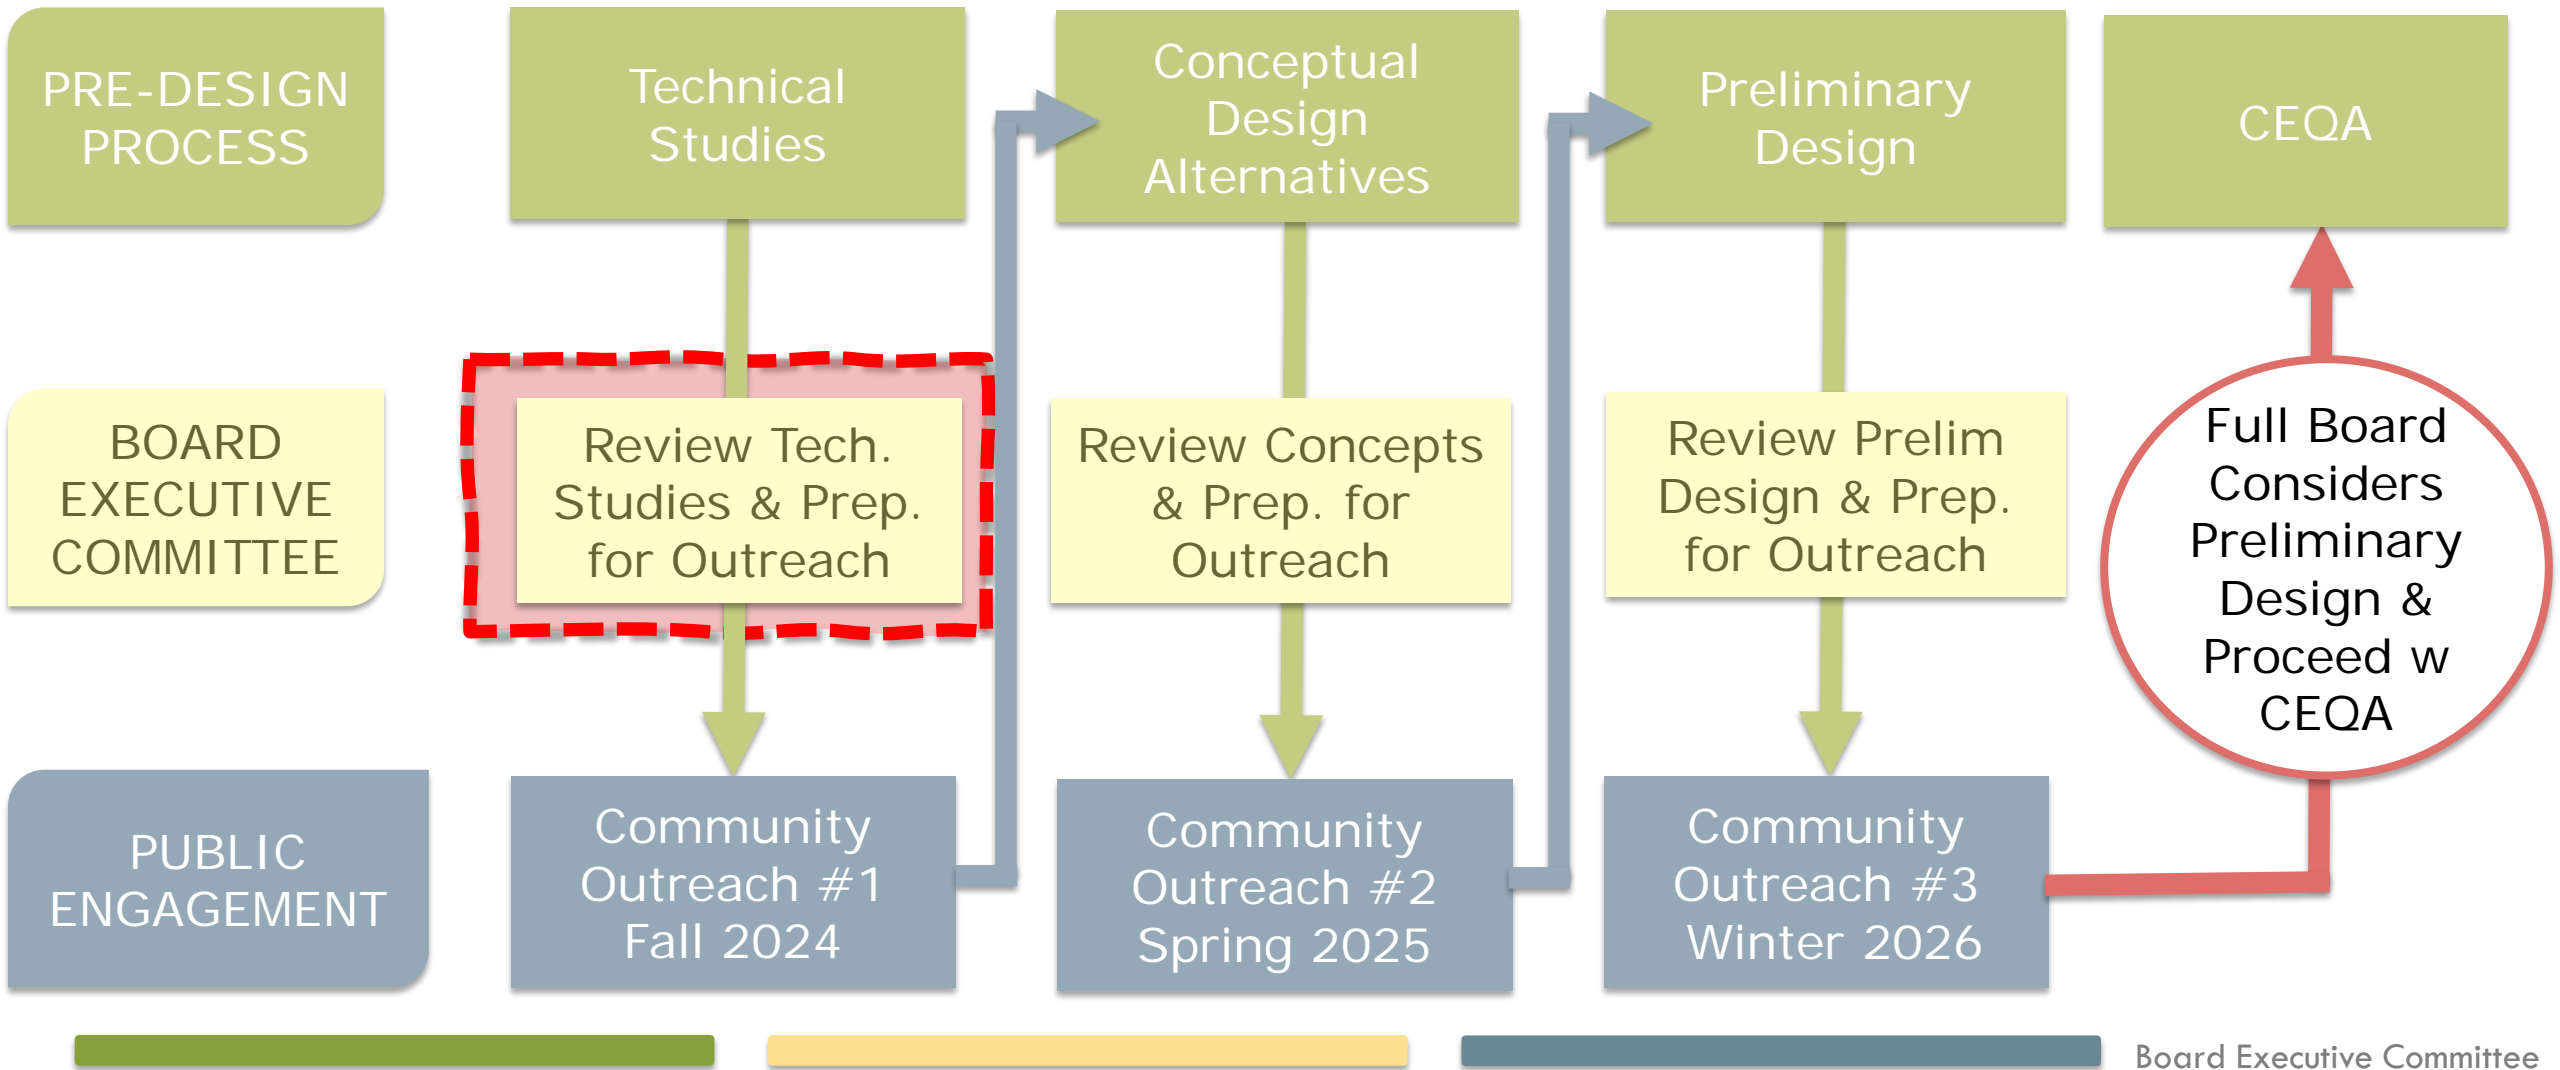 PRE-DESIGN
PROCESS
Technical
Studies
Conceptual
Design
Alternatives
Preliminary
Design
CEQA
BOARD
EXECUTIVE
COMMITTEE
Review Tech.
Studies & Prep.
for Outreach
Review Concepts
& Prep. for
Outreach
Review Prelim
Design & Prep.
for Outreach
Full Board
Considers
Preliminary
Design &
Proceed w
CEQA
PUBLIC
ENGAGEMENT
Community
Outreach #1
Fall 2024
Community
Outreach #2
Spring 2025
Community
Outreach #3
Winter 2026
Board Executive Committee